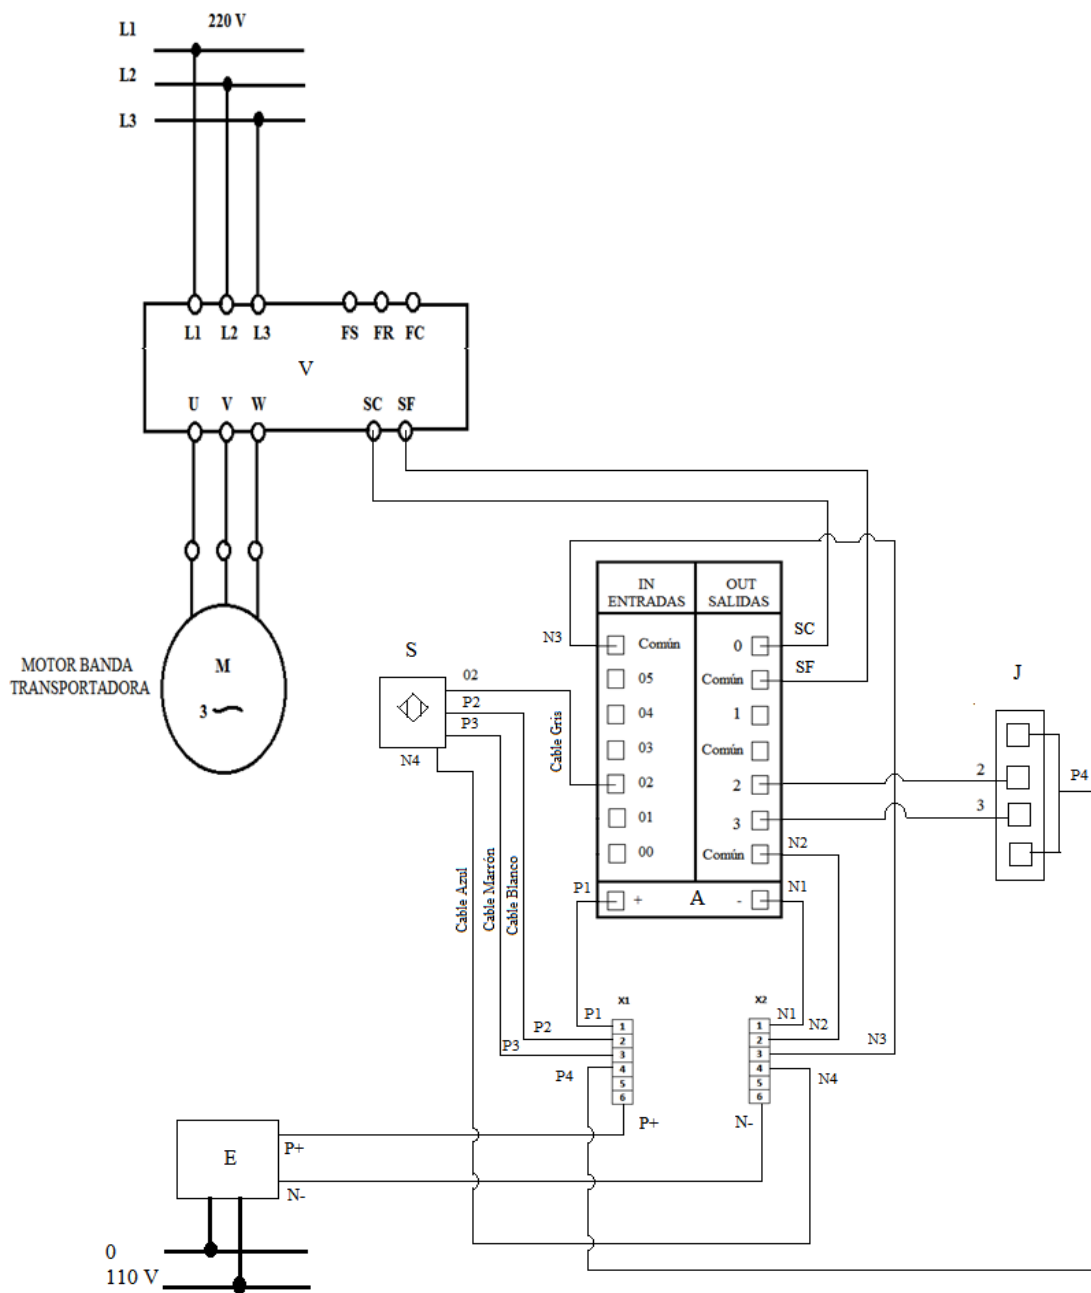 220 V
L1
L2
L3
L1 L2 L3 FS FR FC
V
U V W SC SF
MOTOR BANDA
TRANSPORTADORA
M
3
IN
ENTRADAS
OUT
SALIDAS
N3
Común
05
04
03
02
01
00
0
Común
1
Común
2
3
Común
SC
SF
N2
N1
P1
+
A
-
S
02
P2
P3
N4
Cable Gris
Cable Azul
Cable Marrón
Cable Blanco
J
2
3
P4
X1
1
2
3
4
5
6
P1
P2
P3
P4
P+
X2
1
2
3
4
5
6
N1
N2
N3
N4
N-
E
P+
N-
0
110 V